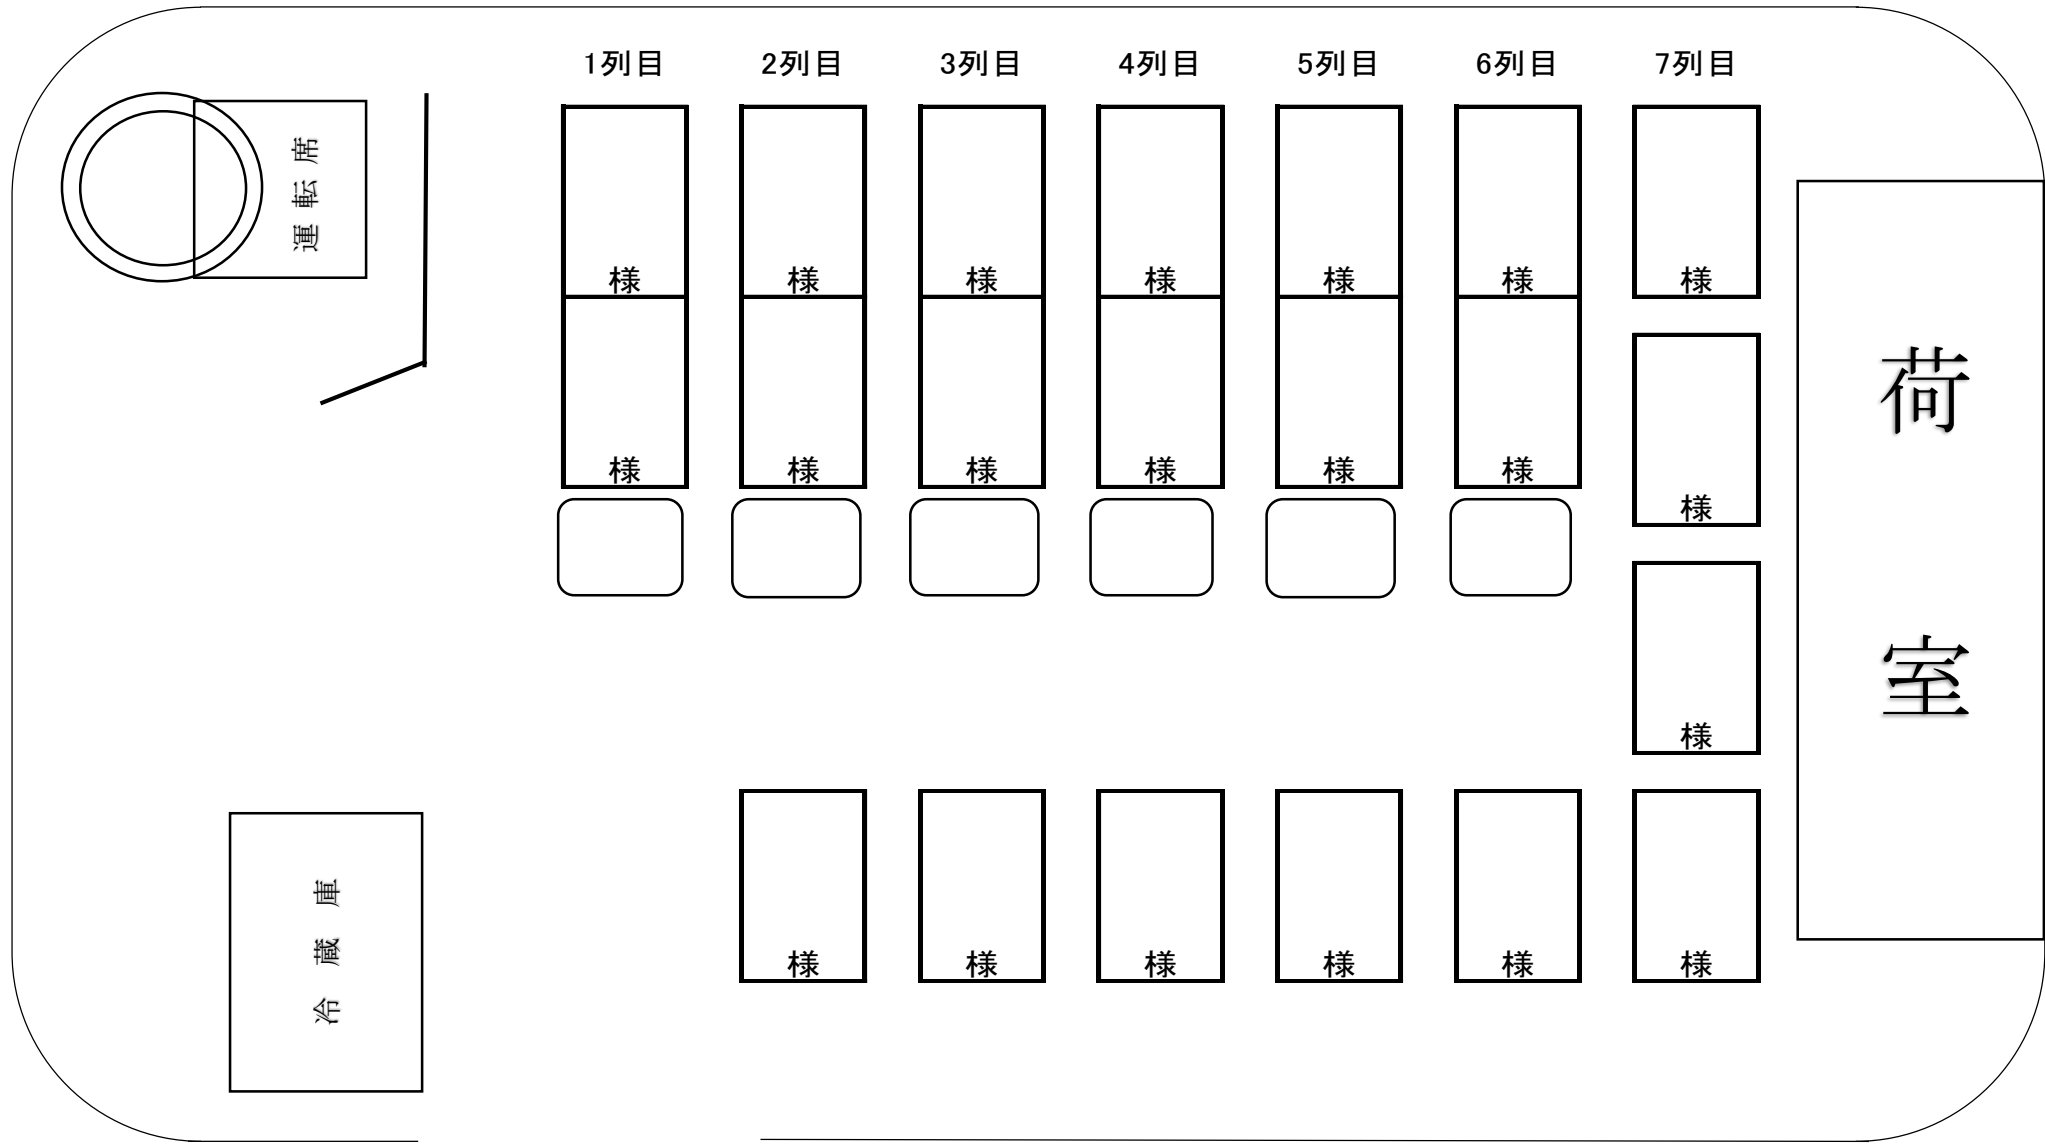 1列目 2列目 3列目 4列目 5列目 6列目 7列目
運転席
様 様 様 様 様 様 様
様 様 様 様 様 様
様
様
様 様 様 様 様 様
荷室
冷蔵庫